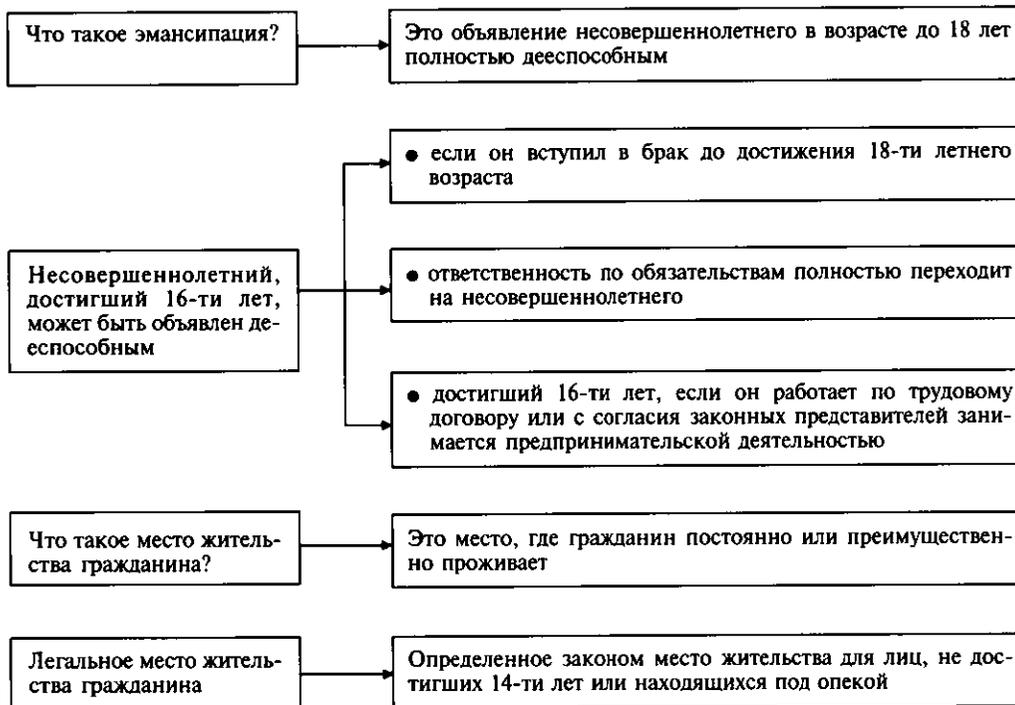 Что такое эмансипация?
Это объявление несовершеннолетнего в возрасте до 18 лет
полностью дееспособным
Несовершеннолетний,
достигший 16-ти лет,
может быть объявлен де-
еспособным
● если он вступил в брак до достижения 18-ти летнего
возраста
● ответственность по обязательствам полностью переходит
на несовершеннолетнего
● достигший 16-ти лет, если он работает по трудовому
договору или с согласия законных представителей зани-
мается предпринимательской деятельностью
Что такое место житель-
ства гражданина?
Это место, где гражданин постоянно или преимуществен-
но проживает
Легальное место житель-
ства гражданина
Определенное законом место жительства для лиц, не дос-
тигших 14-ти лет или находящихся под опекой